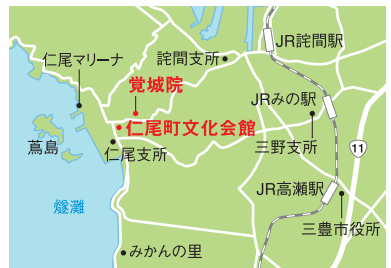 JR詫間駅
詫間支所
仁尾マリーナ
覚城院
JRみの駅
仁尾町文化会館
蔦島
仁尾支所
三野支所
11
JR高瀬駅
燧灘
三豊市役所
みかんの里